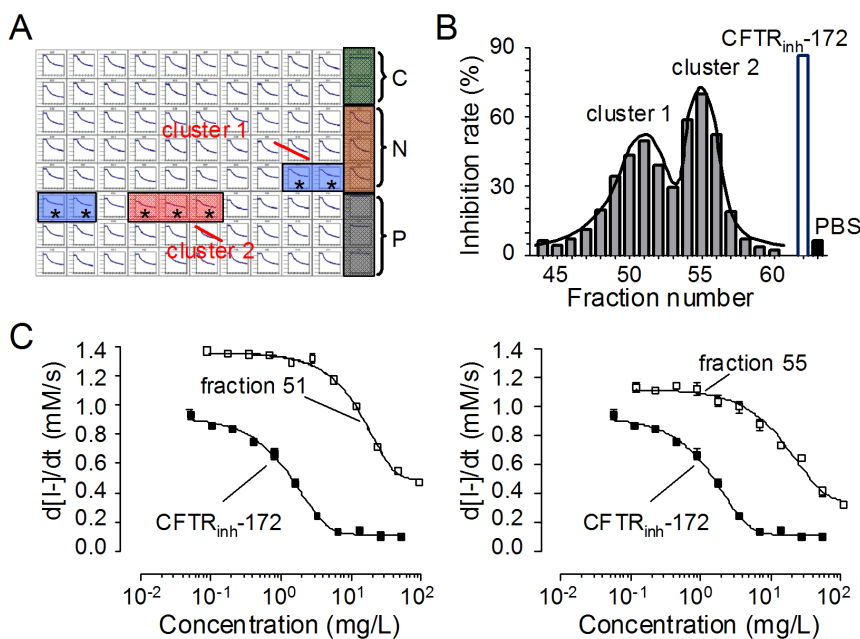 A
C
N
P
cluster 1
* *
* * * * *
cluster 2
B
CFTRinh-172
Inhibition rate (%)
90
60
30
0
cluster 1
cluster 2
PBS
45 50 55 60
Fraction number
C
d[I-]/dt (mM/s)
1.4
1.2
1.0
0.8
0.6
0.4
0.2
0.0
fraction 51
CFTRinh-172
10-2 10-1 100 101 102
Concentration (mg/L)
d[I-]/dt (mM/s)
1.4
1.2
1.0
0.8
0.6
0.4
0.2
0.0
fraction 55
CFTRinh-172
10-2 10-1 100 101 102
Concentration (mg/L)